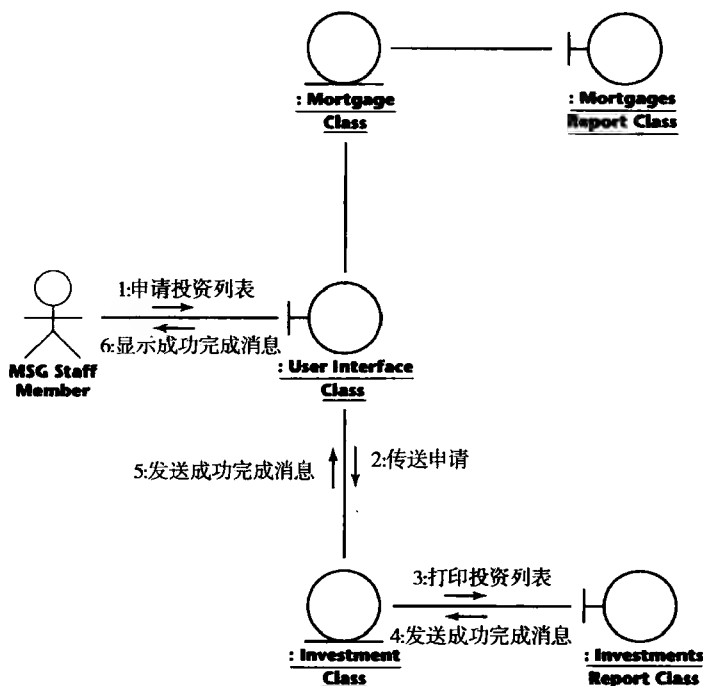 : Mortgage
Class
: Mortgages
Report Class
1:申请投资列表
6:显示成功完成消息
MSG Staff
Member
: User Interface
Class
5:发送成功完成消息
2:传送申请
3:打印投资列表
4:发送成功完成消息
: Investment
Class
: Investments
Report Class